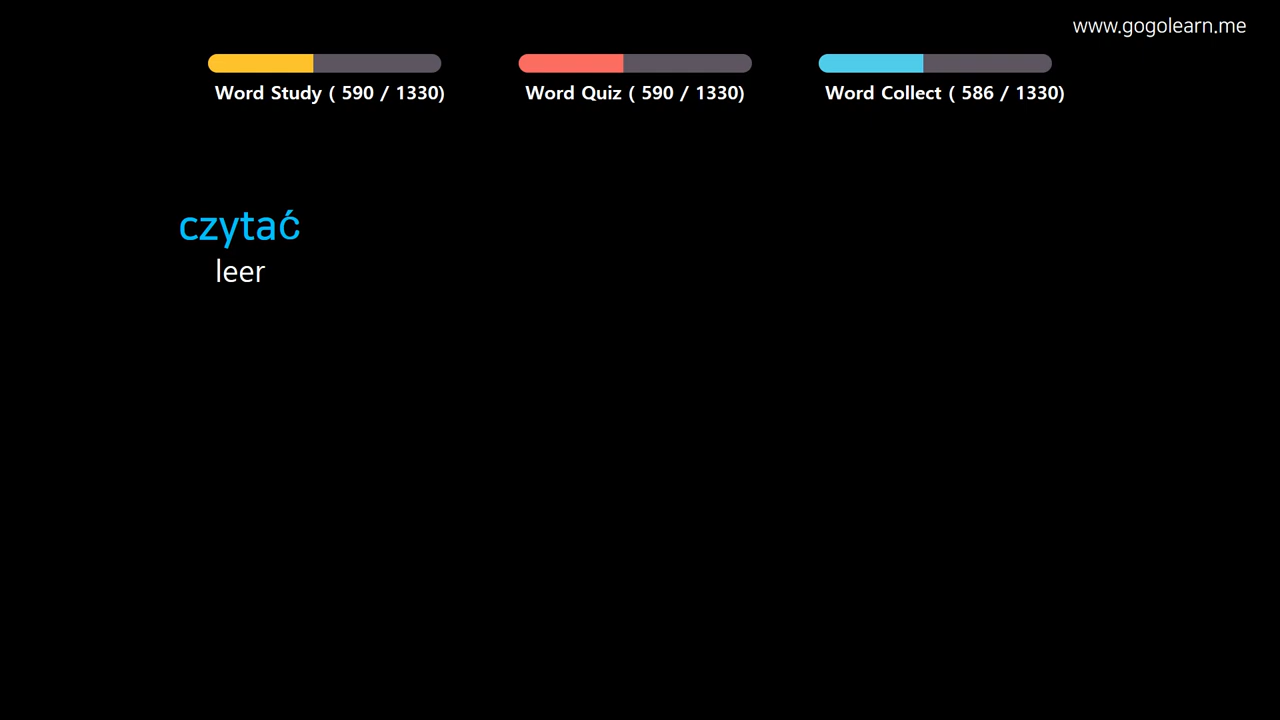 www.gogolearn.me
Word Study ( 590 / 1330)
Word Quiz ( 590 / 1330)
Word Collect ( 586 / 1330)
czytać
leer